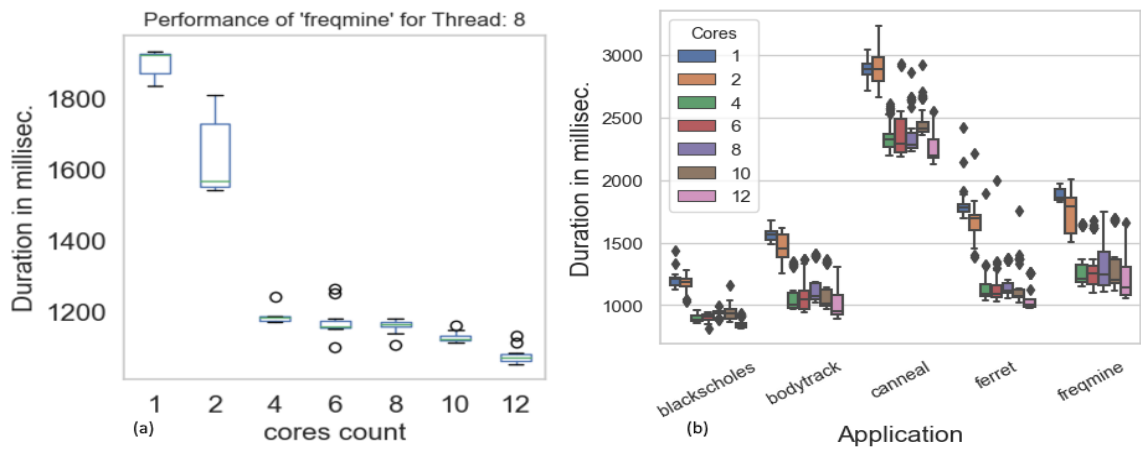 Performance of 'freqmine' for Thread: 8
Duration in millisec.
1800
1600
1400
1200
1 2 4 6 8 10 12
(a)
cores count
Duration in millisec.
3000
2500
2000
1500
1000
Cores
1
2
4
6
8
10
12
blackscholes bodytrack canneal ferret freqmine
(b)
Application